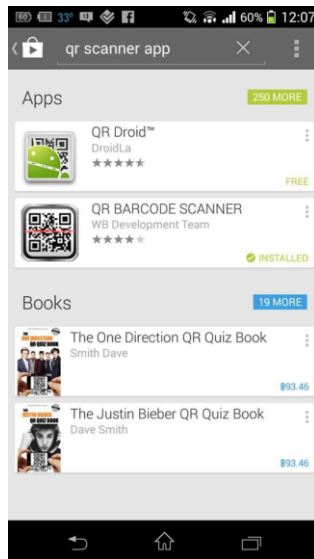 33°
60% 12:07
qr scanner app
Apps
250 MORE
QR Droid™
DroidLa
FREE
QR BARCODE SCANNER
WB Development Team
INSTALLED
Books
19 MORE
The One Direction QR Quiz Book
Smith Dave
฿93.46
The Justin Bieber QR Quiz Book
Dave Smith
฿93.46